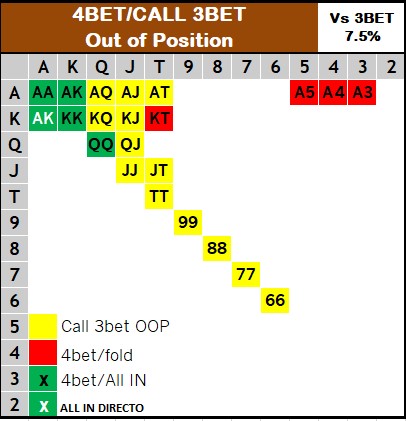 4BET/CALL 3BET
Out of Position
Vs 3BET
7.5%
A K Q J T 9 8 7 6 5 4 3 2
A AA AK AQ AJ AT A5 A4 A3
K AK KK KQ KJ KT
Q QQ QJ
J JJ JT
T TT
9 99
8 88
7 77
6 66
5 Call 3bet OOP
4 4bet/fold
3 x 4bet/All IN
2 x ALL IN DIRECTO